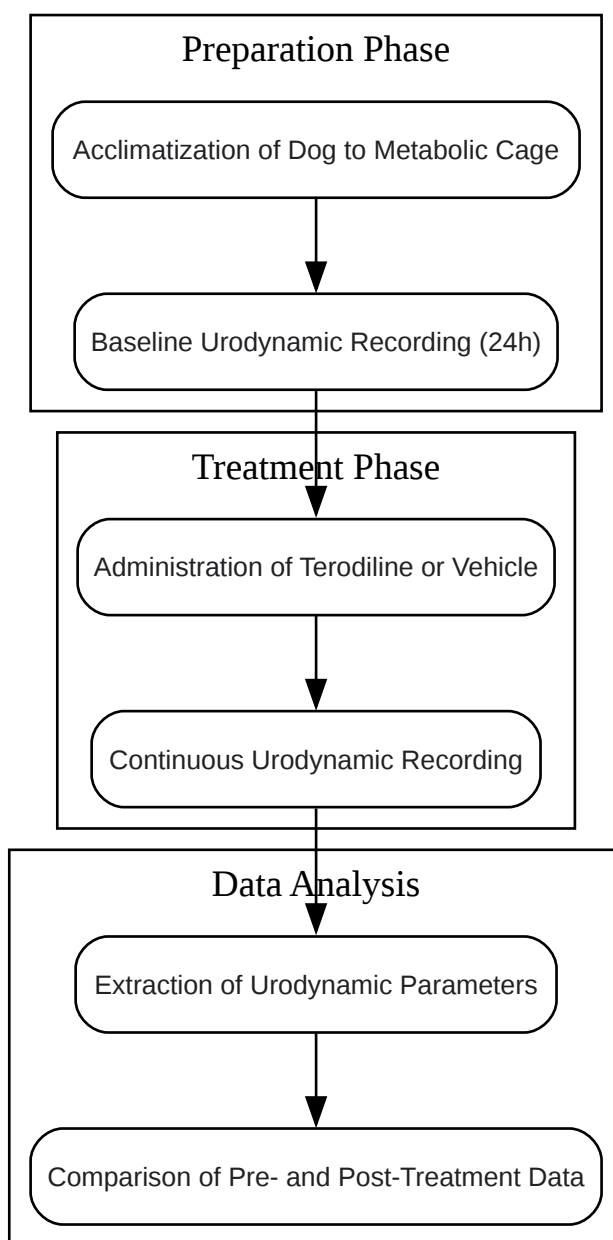 Preparation Phase
Acclimatization of Dog to Metabolic Cage
Baseline Urodynamic Recording (24h)
Treatment Phase
Administration of Terodiline or Vehicle
Continuous Urodynamic Recording
Data Analysis
Extraction of Urodynamic Parameters
Comparison of Pre- and Post-Treatment Data